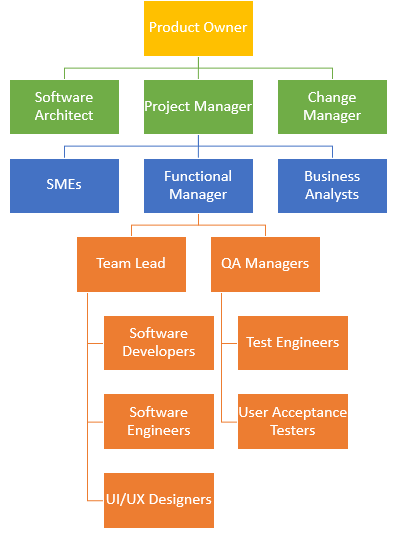 Product Owner
Software
Architect
Project Manager
Change
Manager
SMEs
Functional
Manager
Business
Analysts
Team Lead
QA Managers
Software
Developers
Test Engineers
Software
Engineers
User Acceptance
Testers
UI/UX Designers